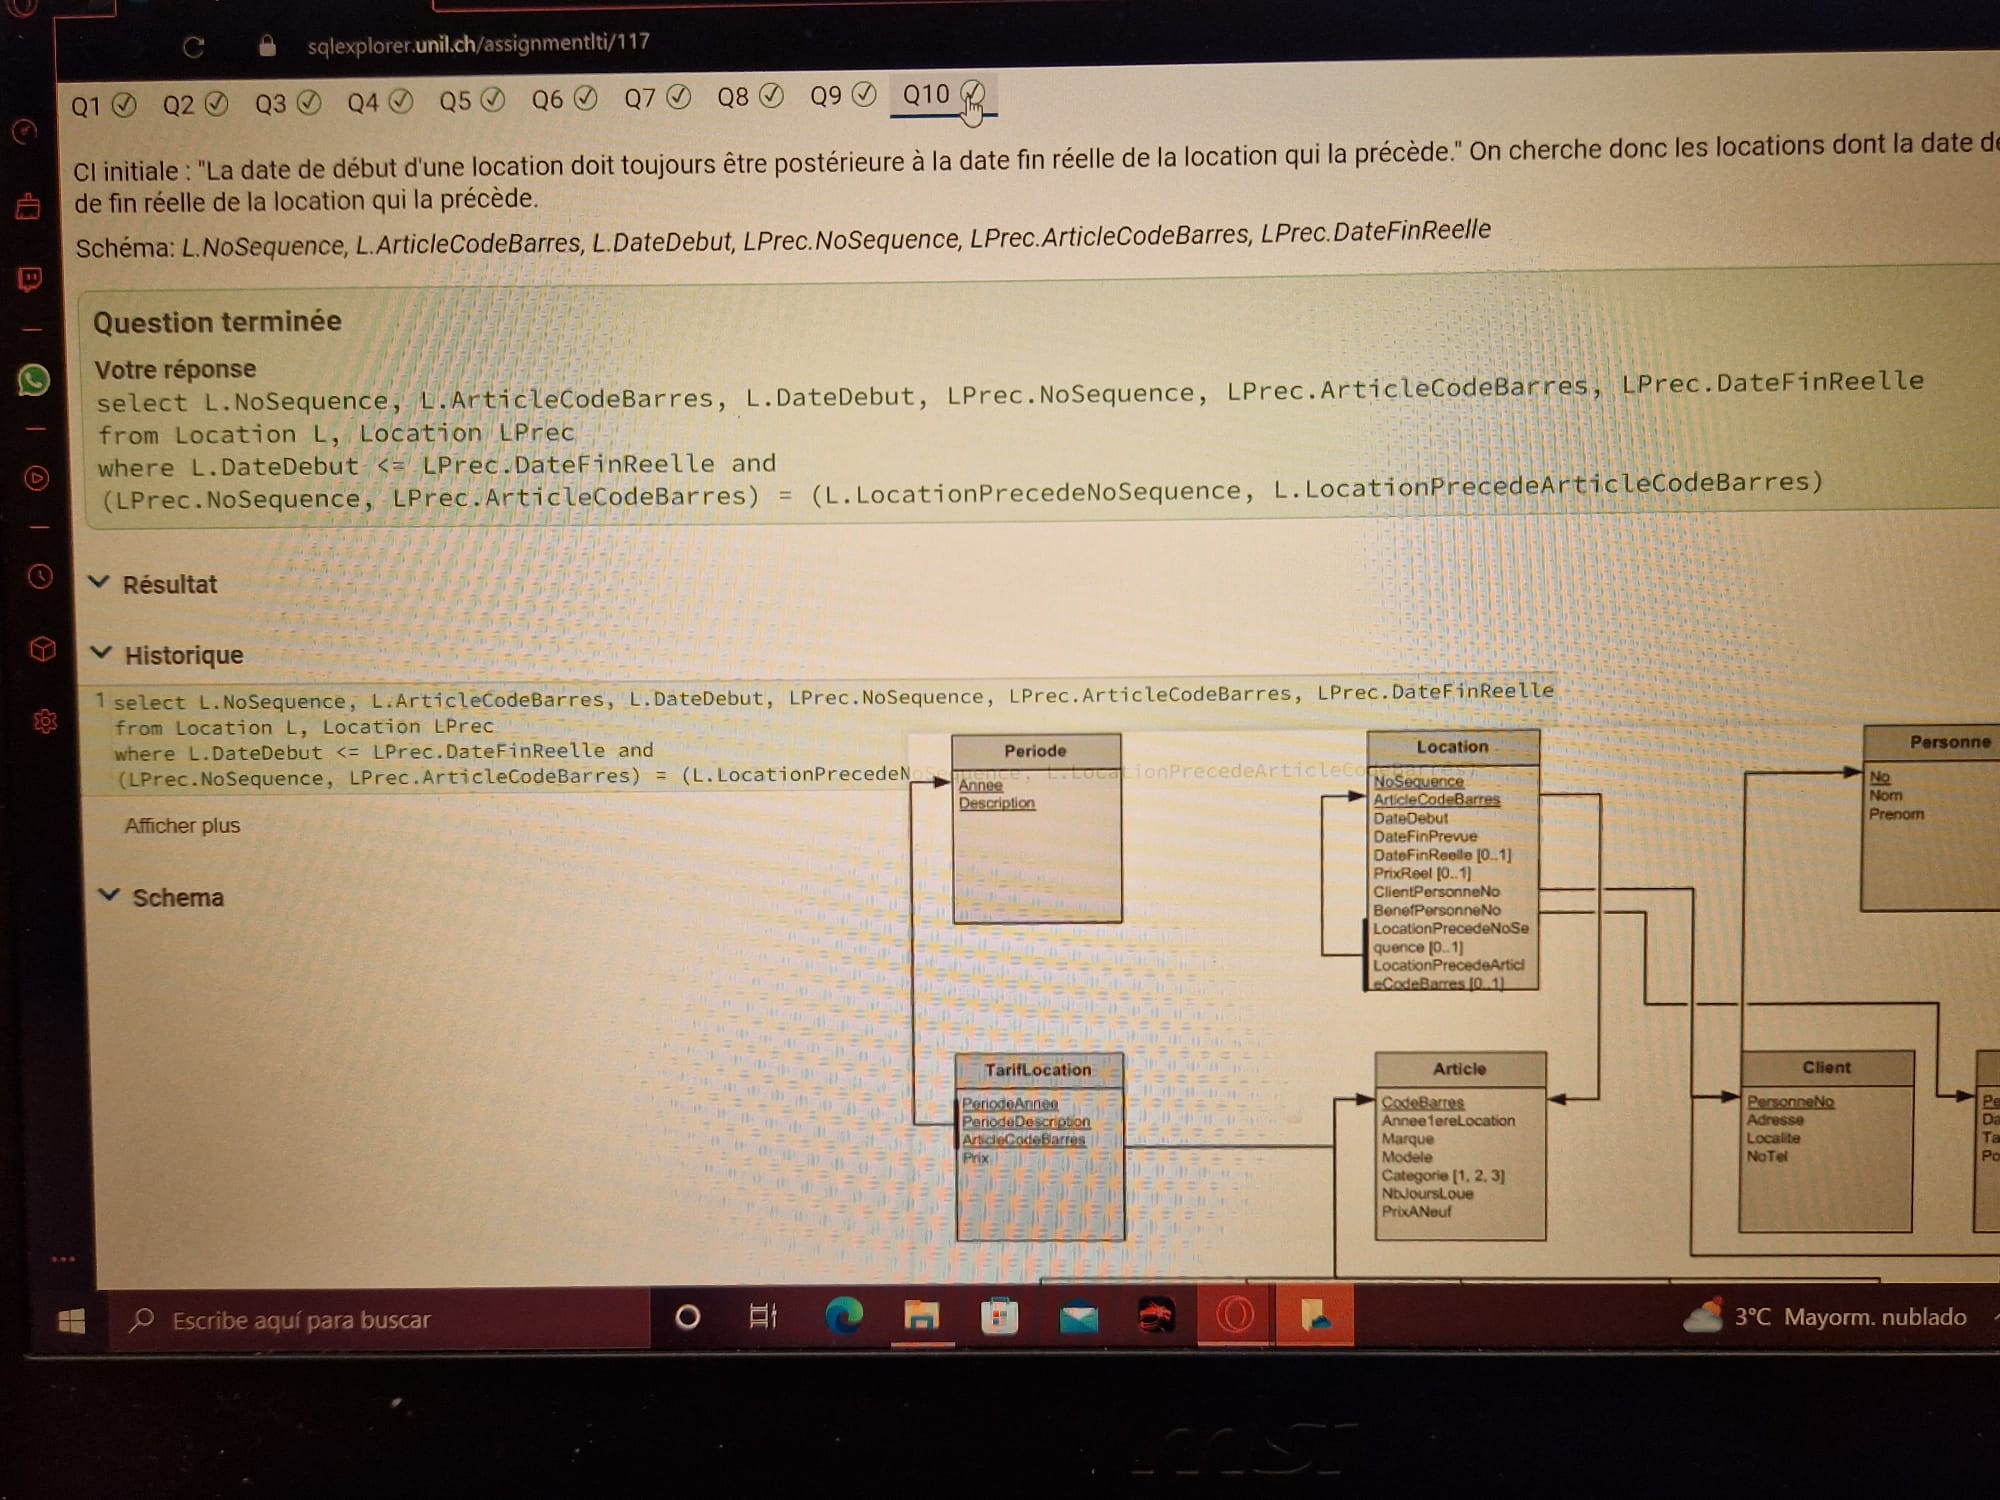 sqlexplorer.unil.ch/assignmentlti/117
Q1 Q2 Q3 Q4 Q5 Q6 Q7 Q8 Q9 Q10
CI initiale : "La date de début d'une location doit toujours être postérieure à la date fin réelle de la location qui la précède." On cherche donc les locations dont la date
de fin réelle de la location qui la précède.
Schéma: L.NoSequence, L.ArticleCodeBarres, L.DateDebut, LPrec.NoSequence, LPrec.ArticleCodeBarres, LPrec.DateFinReelle
Question terminée
Votre réponse
select L.NoSequence, L.ArticleCodeBarres, L.DateDebut, LPrec.NoSequence, LPrec.ArticleCodeBarres, LPrec.DateFinReelle
from Location L, Location LPrec
where L.DateDebut <= LPrec.DateFinReelle and
(LPrec.NoSequence, LPrec.ArticleCodeBarres) = (L.LocationPrecedeNoSequence, L.LocationPrecedeArticleCodeBarres)
Résultat
Historique
1 select L.NoSequence, L.ArticleCodeBarres, L.DateDebut, LPrec.NoSequence, LPrec.ArticleCodeBarres, LPrec.DateFinReelle
from Location L, Location LPrec
where L.DateDebut <= LPrec.DateFinReelle and
(LPrec.NoSequence, LPrec.ArticleCodeBarres) = (L.LocationPrecedeNoSequence, L.LocationPrecedeArticleCodeBarres)
Afficher plus
Schema
Periode
Annee
Description
Location
NoSequence
ArticleCodeBarres
DateDebut
DateFinPrevue
DateFinReelle [0..1]
PrixReel [0..1]
ClientPersonneNo
BenefPersonneNo
LocationPrecedeNoSe
quence [0..1]
LocationPrecedeArticl
eCodeBarres [0..1]
Personne
No
Nom
Prenom
TarifLocation
PeriodeAnnee
PeriodeDescription
ArticleCodeBarres
Prix
Article
CodeBarres
Annee1ereLocation
Marque
Modele
Categorie [1, 2, 3]
NbJoursLoue
PrixANeuf
Client
PersonneNo
Adresse
Localite
NoTel
Pe
Da
Ta
Po
Escribe aquí para buscar
3°C Mayorm. nublado
msi